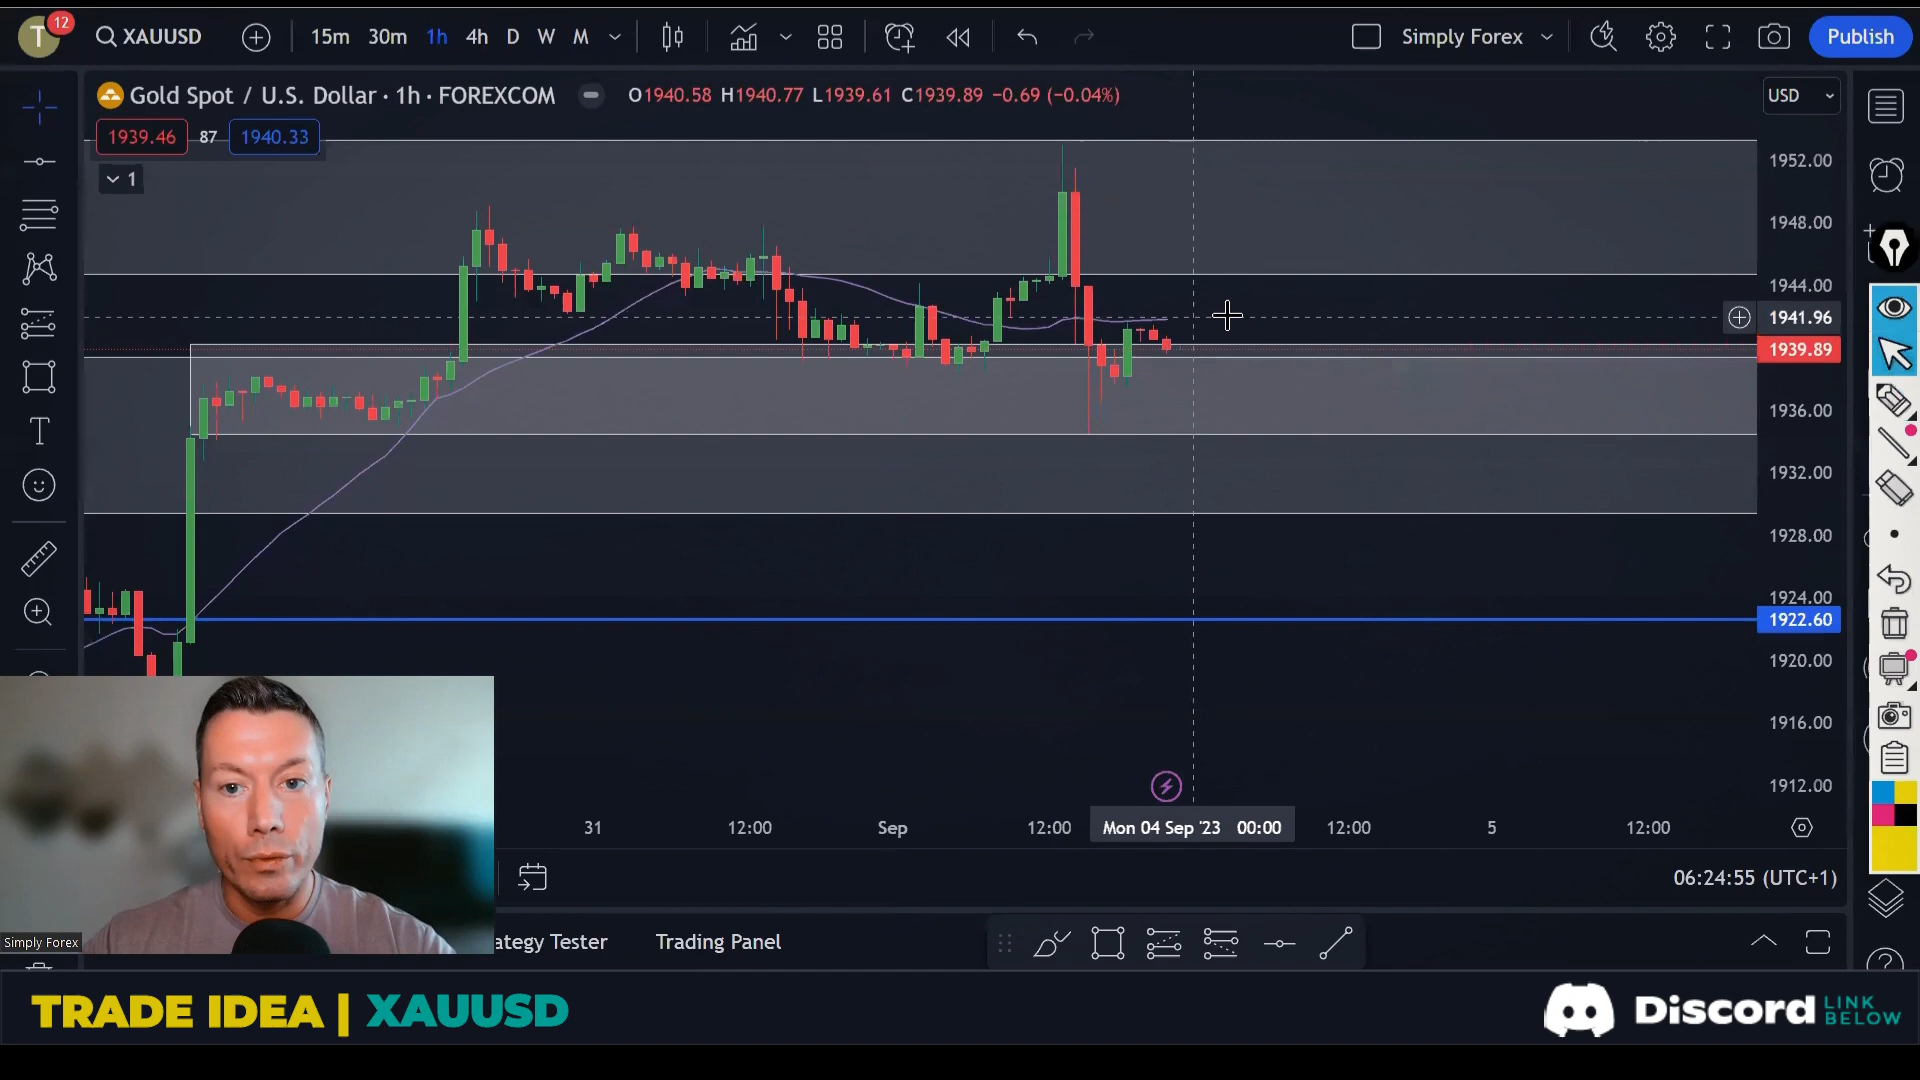 T
12
XAUUSD
15m 30m 1h 4h D W M
Simply Forex
Publish
Gold Spot / U.S. Dollar · 1h · FOREXCOM
O1940.58 H1940.77 L1939.61 C1939.89 −0.69 (−0.04%)
USD
1939.46 87 1940.33
1
1952.00
1948.00
1944.00
1941.96
1939.89
1936.00
1932.00
1928.00
1924.00
1922.60
1920.00
1916.00
1912.00
T
31 12:00 Sep 12:00 Mon 04 Sep '23 00:00 12:00 5 12:00
06:24:55 (UTC+1)
Simply Forex
ategy Tester Trading Panel
TRADE IDEA | XAUUSD
Discord LINK BELOW